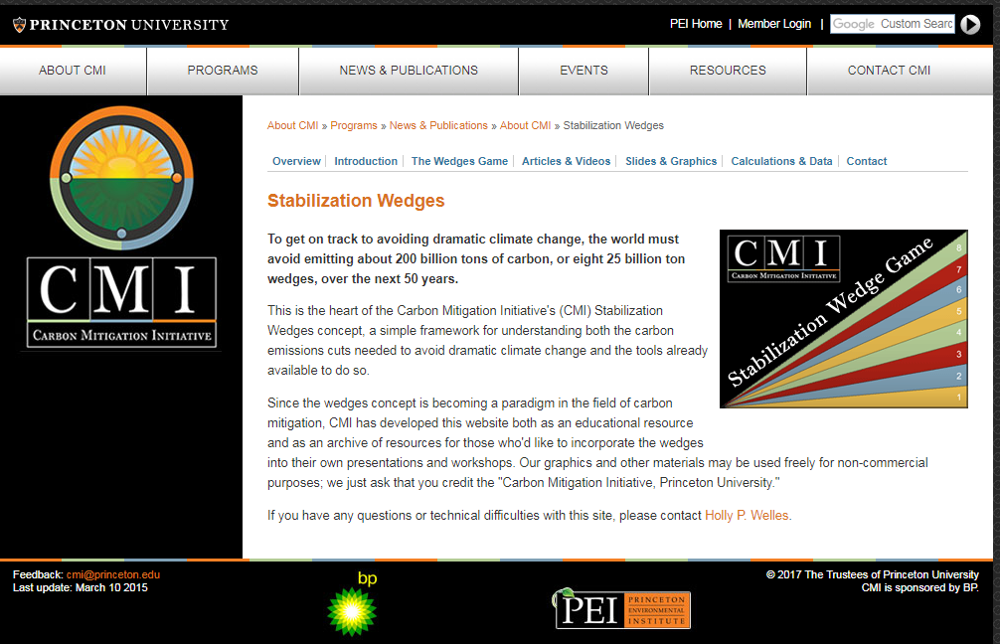 PRINCETON UNIVERSITY
PEI Home | Member Login |
Google Custom Searc
ABOUT CMI
PROGRAMS
NEWS & PUBLICATIONS
EVENTS
RESOURCES
CONTACT CMI
CMI
CARBON MITIGATION INITIATIVE
About CMI » Programs » News & Publications » About CMI » Stabilization Wedges
Overview | Introduction | The Wedges Game | Articles & Videos | Slides & Graphics | Calculations & Data | Contact
Stabilization Wedges
To get on track to avoiding dramatic climate change, the world must
avoid emitting about 200 billion tons of carbon, or eight 25 billion ton
wedges, over the next 50 years.
This is the heart of the Carbon Mitigation Initiative's (CMI) Stabilization
Wedges concept, a simple framework for understanding both the carbon
emissions cuts needed to avoid dramatic climate change and the tools already
available to do so.
CMI
CARBON MITIGATION INITIATIVE
Stabilization Wedge Game
8
7
6
5
4
3
2
1
Since the wedges concept is becoming a paradigm in the field of carbon
mitigation, CMI has developed this website both as an educational resource
and as an archive of resources for those who'd like to incorporate the wedges
into their own presentations and workshops. Our graphics and other materials may be used freely for non-commercial
purposes; we just ask that you credit the "Carbon Mitigation Initiative, Princeton University."
If you have any questions or technical difficulties with this site, please contact Holly P. Welles.
Feedback: cmi@princeton.edu
Last update: March 10 2015
bp
PEI
PRINCETON
ENVIRONMENTAL
INSTITUTE
© 2017 The Trustees of Princeton University
CMI is sponsored by BP.